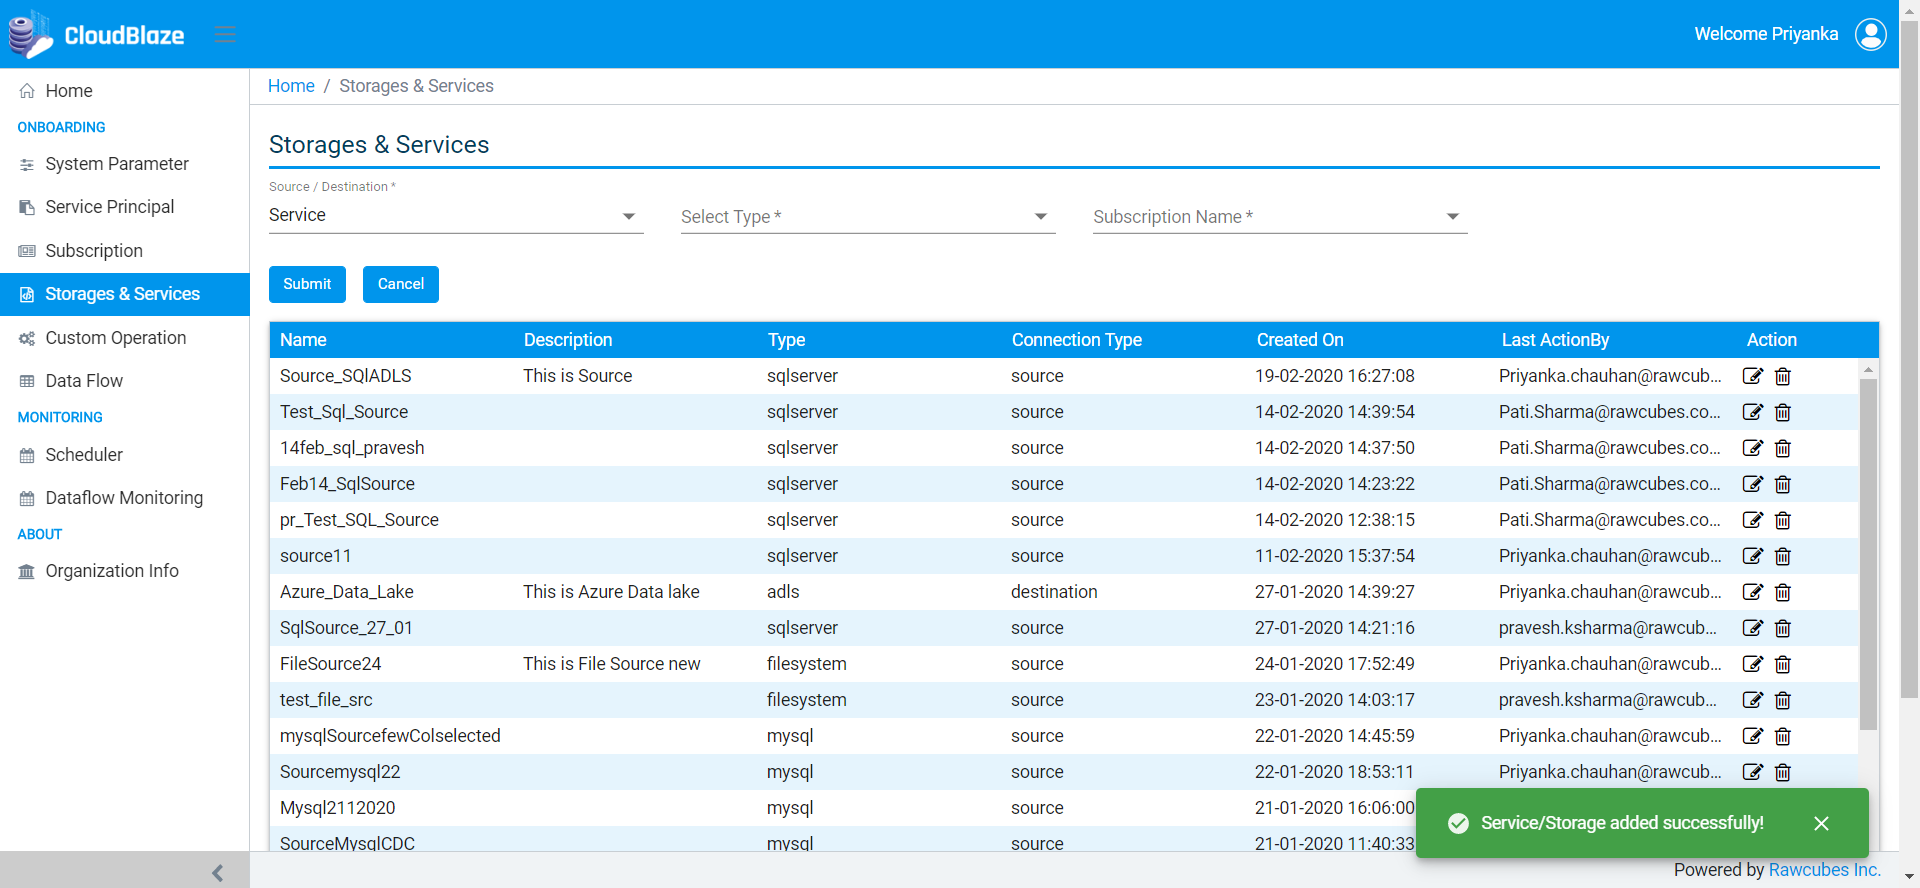 CloudBlaze
Welcome Priyanka
Home
ONBOARDING
System Parameter
Service Principal
Subscription
Storages & Services
Custom Operation
Data Flow
MONITORING
Scheduler
Dataflow Monitoring
ABOUT
Organization Info
Home / Storages & Services
Storages & Services
Source / Destination *
Service
Select Type *
Subscription Name *
Submit Cancel
Name Description Type Connection Type Created On Last ActionBy Action
Source_SQlADLS This is Source sqlserver source 19-02-2020 16:27:08 Priyanka.chauhan@rawcub...
Test_Sql_Source sqlserver source 14-02-2020 14:39:54 Pati.Sharma@rawcubes.co...
14feb_sql_pravesh sqlserver source 14-02-2020 14:37:50 Pati.Sharma@rawcubes.co...
Feb14_SqlSource sqlserver source 14-02-2020 14:23:22 Pati.Sharma@rawcubes.co...
pr_Test_SQL_Source sqlserver source 14-02-2020 12:38:15 Pati.Sharma@rawcubes.co...
source11 sqlserver source 11-02-2020 15:37:54 Priyanka.chauhan@rawcub...
Azure_Data_Lake This is Azure Data lake adls destination 27-01-2020 14:39:27 Priyanka.chauhan@rawcub...
SqlSource_27_01 sqlserver source 27-01-2020 14:21:16 pravesh.ksharma@rawcub...
FileSource24 This is File Source new filesystem source 24-01-2020 17:52:49 Priyanka.chauhan@rawcub...
test_file_src filesystem source 23-01-2020 14:03:17 pravesh.ksharma@rawcub...
mysqlSourcefewColselected mysql source 22-01-2020 14:45:59 Priyanka.chauhan@rawcub...
Sourcemysql22 mysql source 22-01-2020 18:53:11 Priyanka.chauhan@rawcub...
Mysql2112020 mysql source 21-01-2020 16:06:00
SourceMysqlCDC mysql source 21-01-2020 11:40:33
Service/Storage added successfully!
Powered by Rawcubes Inc.